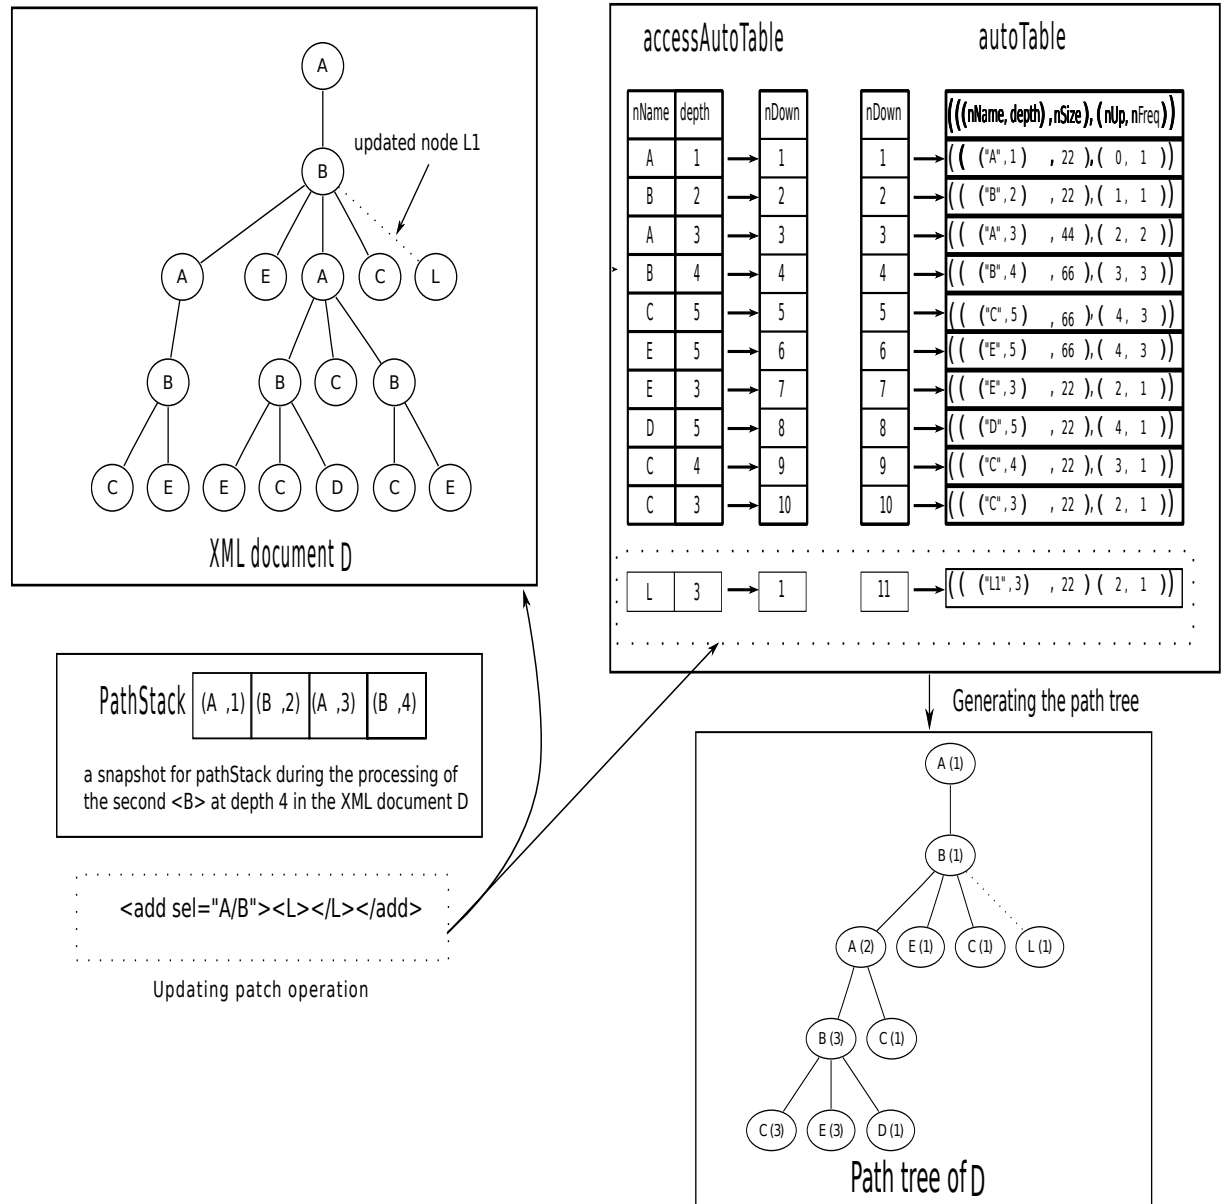 A
updated node L1
B
A E A C L
B B C B
C E E C D C E
XML document D
PathStack (A ,1) (B ,2) (A ,3) (B ,4)
a snapshot for pathStack during the processing of
the second <B> at depth 4 in the XML document D
<add sel="A/B"><L></L></add>
Updating patch operation
accessAutoTable autoTable
nName depth nDown nDown (((nName, depth) ,nSize), (nUp, nFreq))
A 1 1 1 (( ("A",1) , 22 ),( 0, 1 ))
B 2 2 2 (( ("B",2) , 22 ),( 1, 1 ))
A 3 3 3 (( ("A",3) , 44 ),( 2, 2 ))
B 4 4 4 (( ("B",4) , 66 ),( 3, 3 ))
C 5 5 5 (( ("C",5) , 66 ),( 4, 3 ))
E 5 6 6 (( ("E",5) , 66 ),( 4, 3 ))
E 3 7 7 (( ("E",3) , 22 ),( 2, 1 ))
D 5 8 8 (( ("D",5) , 22 ),( 4, 1 ))
C 4 9 9 (( ("C",4) , 22 ),( 3, 1 ))
C 3 10 10 (( ("C",3) , 22 ),( 2, 1 ))
L 3 1 11 (( ("L1",3) , 22 ) ( 2, 1 ))
Generating the path tree
A (1)
B (1)
A (2) E (1) C (1) L (1)
B (3) C (1)
C (3) E (3) D (1)
Path tree of D